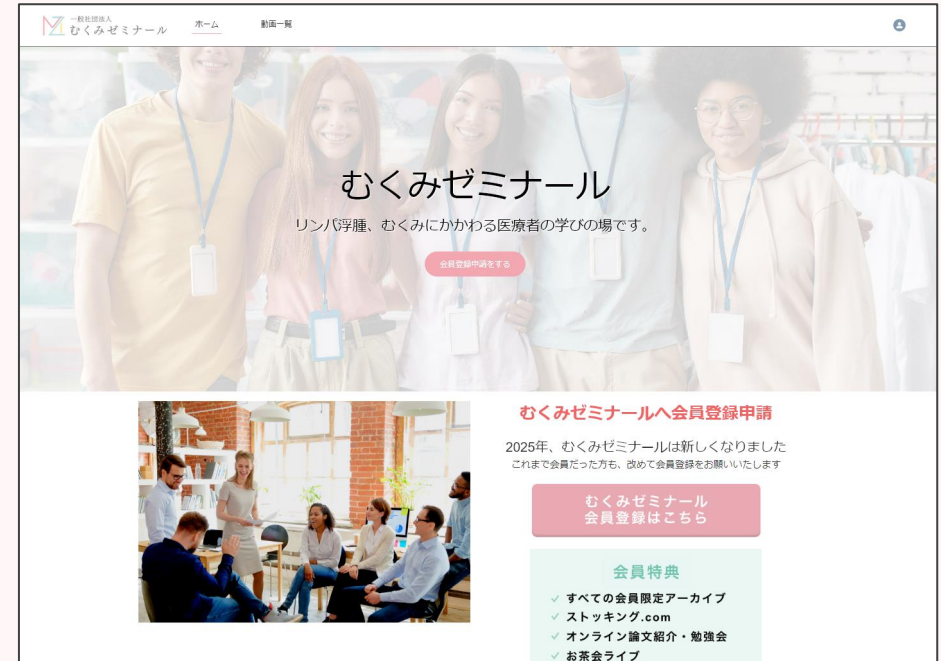 一般社団法人
むくみゼミナール
ホーム
動画一覧
むくみゼミナール
リンパ浮腫、むくみにかかわる医療者の学びの場です。
会員登録申請をする
むくみゼミナールへ会員登録申請
2025年、むくみゼミナールは新しくなりました
これまで会員だった方も、改めて会員登録をお願いいたします
むくみゼミナール
会員登録はこちら
会員特典
すべての会員限定アーカイブ
ストッキング.com
オンライン論文紹介・勉強会
お茶会ライブ